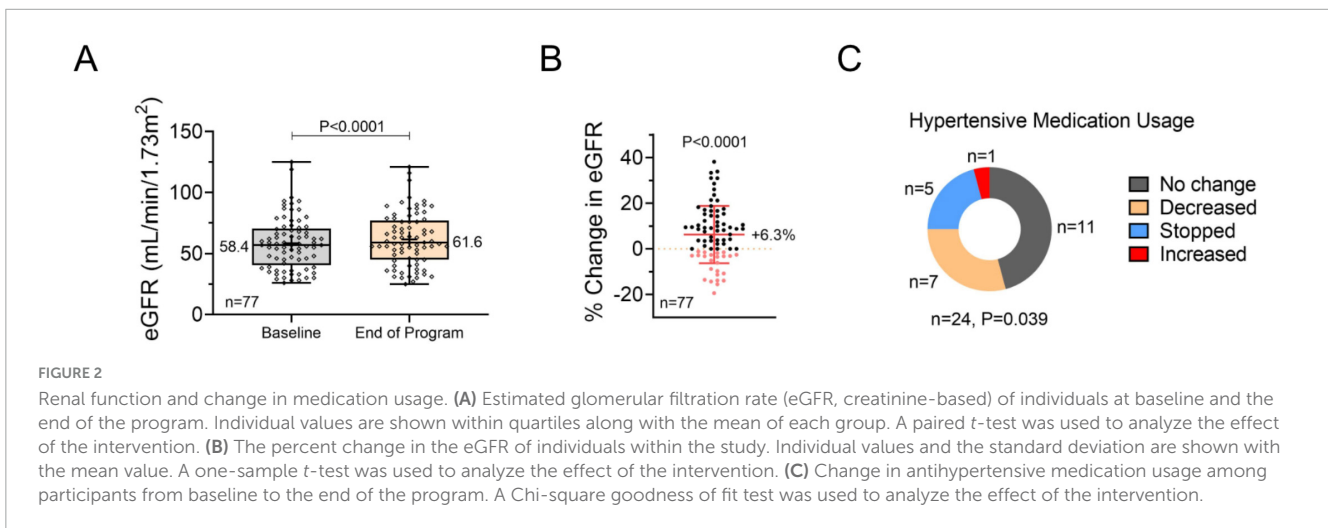 A
eGFR (mL/min/1.73m²)
150
100
50
0
P<0.0001
58.4
61.6
n=77
Baseline
End of Program
B
% Change in eGFR
40
20
0
-20
P<0.0001
+6.3%
n=77
C
Hypertensive Medication Usage
n=1
n=5
n=11
n=7
No change
Decreased
Stopped
Increased
n=24, P=0.039
FIGURE 2
Renal function and change in medication usage. (A) Estimated glomerular filtration rate (eGFR, creatinine-based) of individuals at baseline and the
end of the program. Individual values are shown within quartiles along with the mean of each group. A paired t-test was used to analyze the effect
of the intervention. (B) The percent change in the eGFR of individuals within the study. Individual values and the standard deviation are shown with
the mean value. A one-sample t-test was used to analyze the effect of the intervention. (C) Change in antihypertensive medication usage among
participants from baseline to the end of the program. A Chi-square goodness of fit test was used to analyze the effect of the intervention.